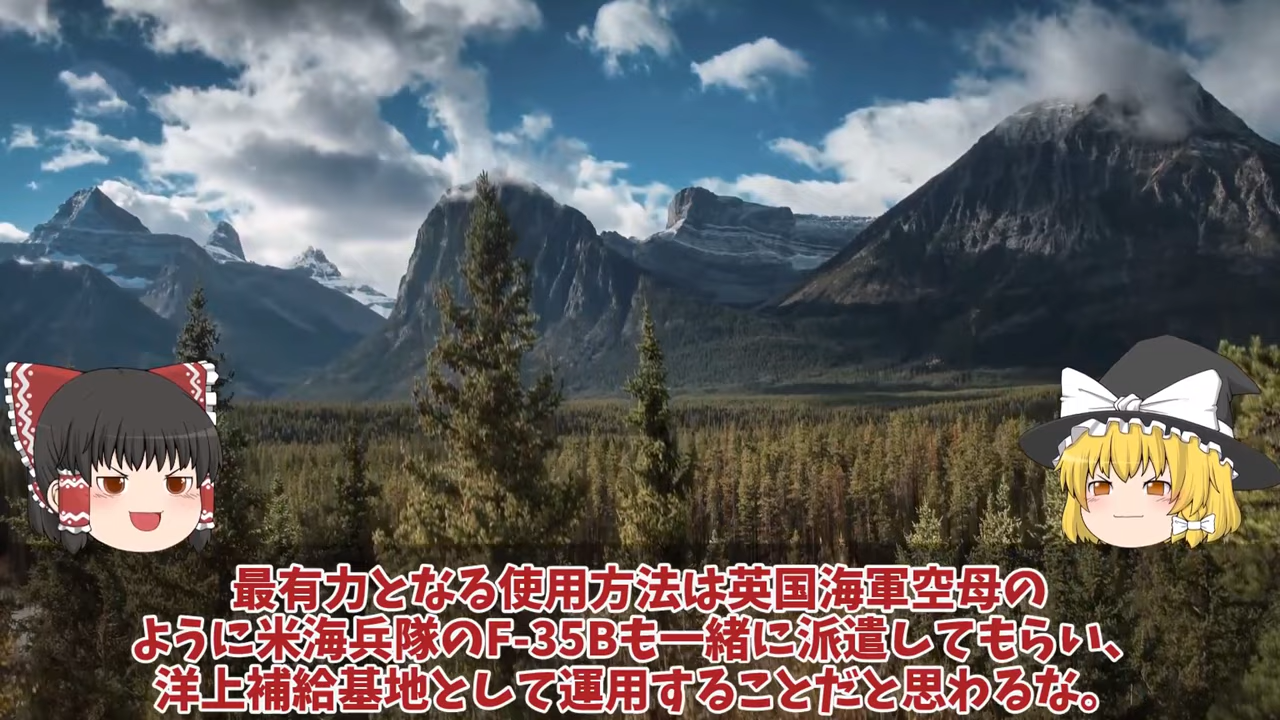 最有力となる使用方法は英国海軍空母の
ように米海兵隊のF-35Bも一緒に派遣してもらい、
洋上補給基地として運用することだと思わるな。